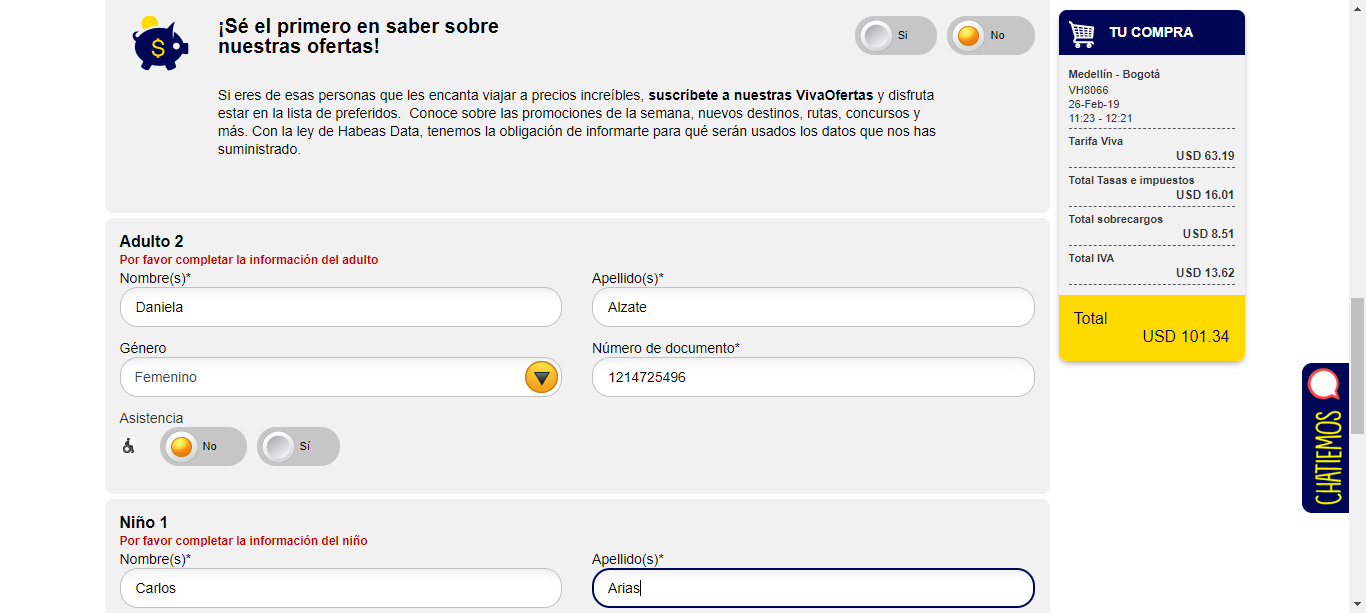 ¡Sé el primero en saber sobre
nuestras ofertas!
Si
No
Si eres de esas personas que les encanta viajar a precios increíbles, suscríbete a nuestras VivaOfertas y disfruta
estar en la lista de preferidos. Conoce sobre las promociones de la semana, nuevos destinos, rutas, concursos y
más. Con la ley de Habeas Data, tenemos la obligación de informarte para qué serán usados los datos que nos has
suministrado.
Adulto 2
Por favor completar la información del adulto
Nombre(s)*
Apellido(s)*
Daniela
Alzate
Género
Número de documento*
Femenino
1214725496
Asistencia
No
Sí
Niño 1
Por favor completar la información del niño
Nombre(s)*
Apellido(s)*
Carlos
Arias
TU COMPRA
Medellín - Bogotá
VH8066
26-Feb-19
11:23 - 12:21
Tarifa Viva
USD 63.19
Total Tasas e impuestos
USD 16.01
Total sobrecargos
USD 8.51
Total IVA
USD 13.62
Total
USD 101.34
CHATIEMOS